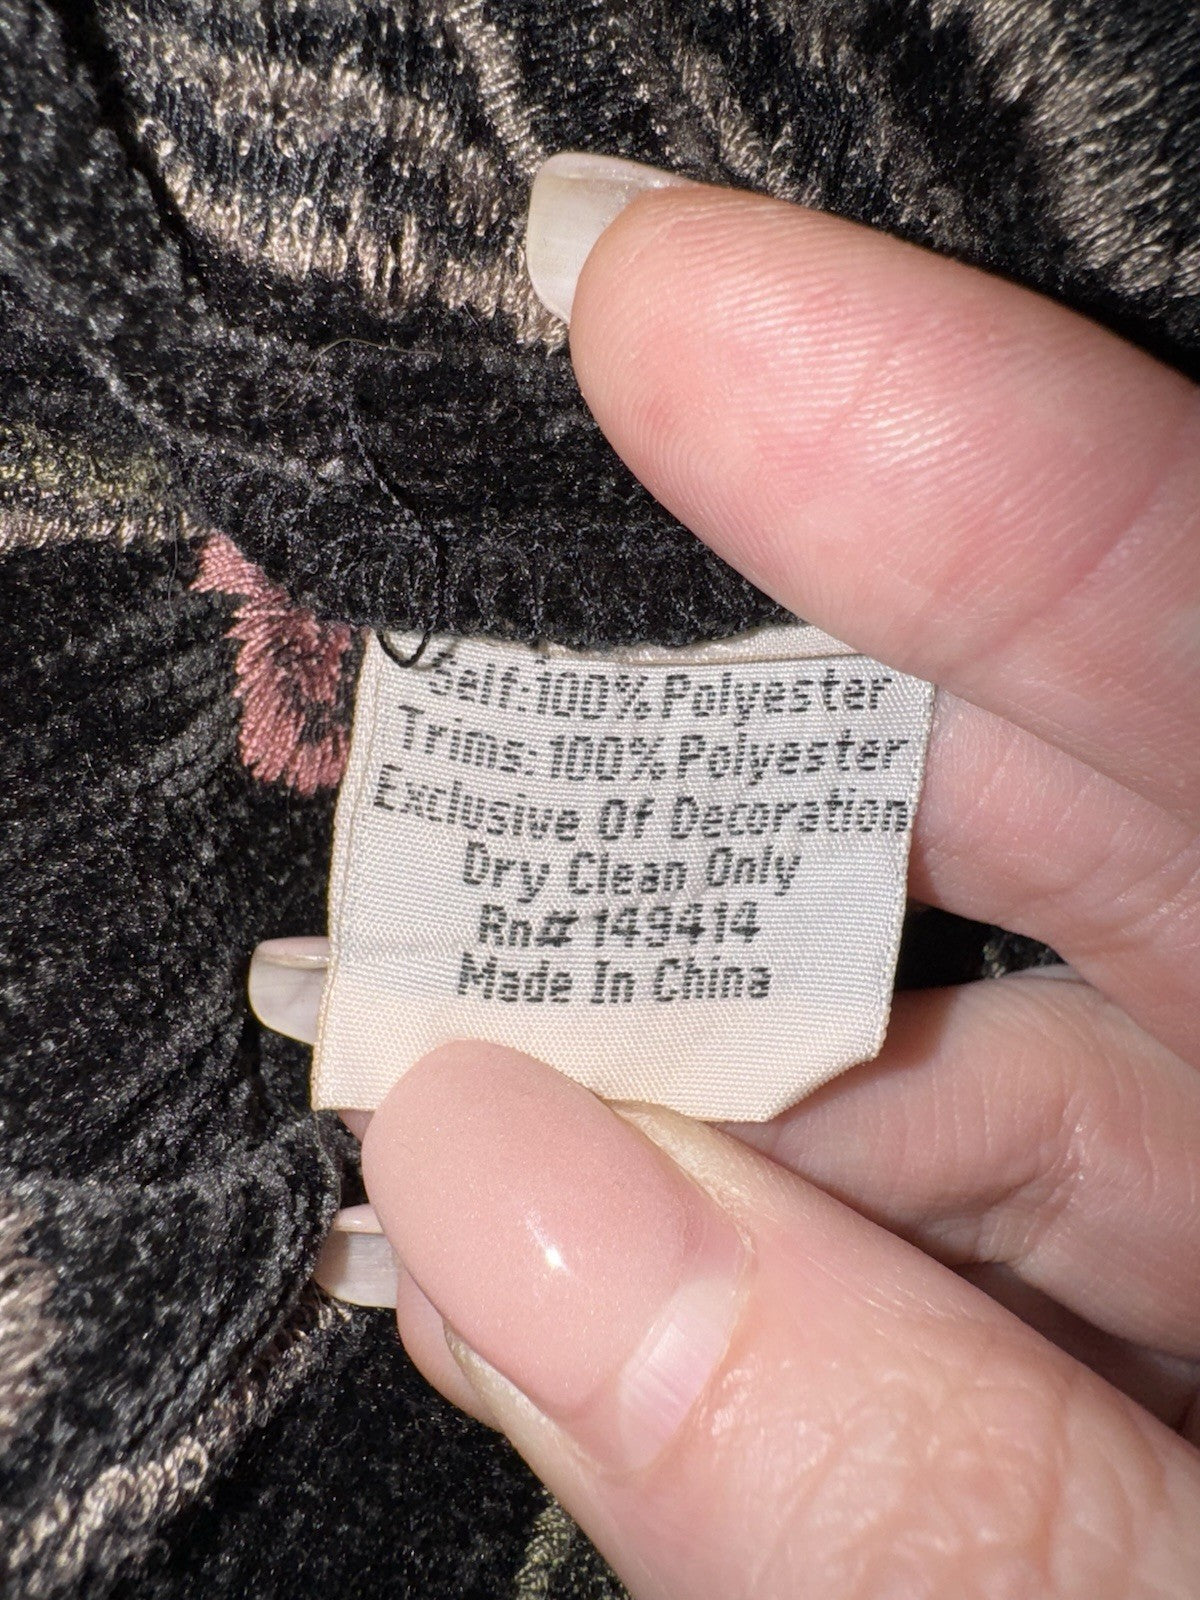 Self:100% Polyester
Trims:100% Polyester
Exclusive Of Decoration
Dry Clean Only
Rn# 149414
Made In China